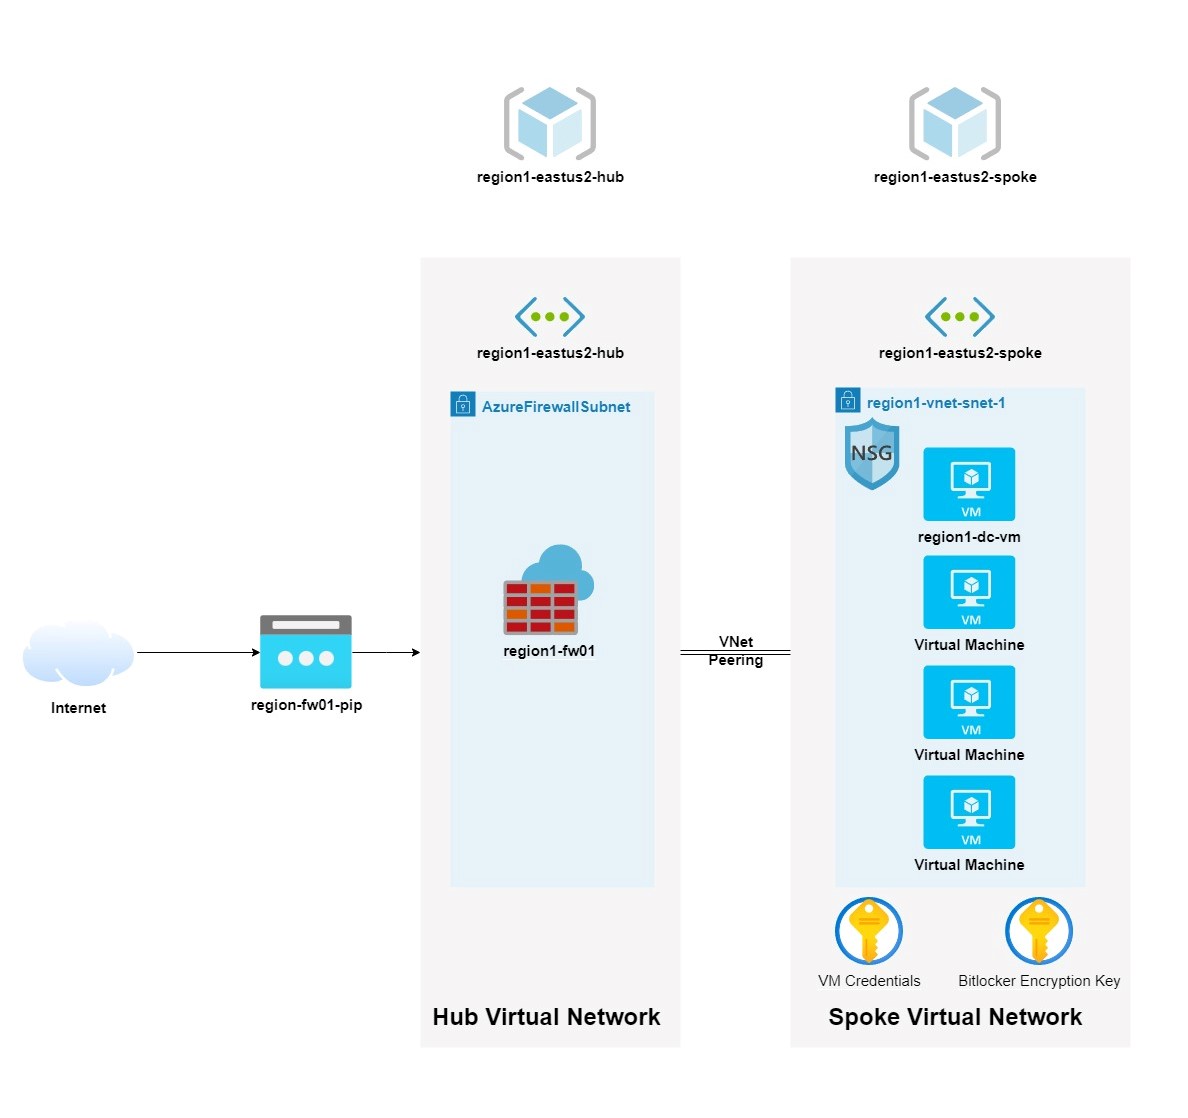 region1-eastus2-hub
region1-eastus2-spoke
region1-eastus2-hub
region1-eastus2-spoke
AzureFirewallSubnet
region1-vnet-snet-1
NSG
VM
region1-dc-vm
VM
Virtual Machine
VM
Virtual Machine
VM
Virtual Machine
region1-fw01
VNet
Peering
Internet
region-fw01-pip
VM Credentials
Bitlocker Encryption Key
Hub Virtual Network
Spoke Virtual Network